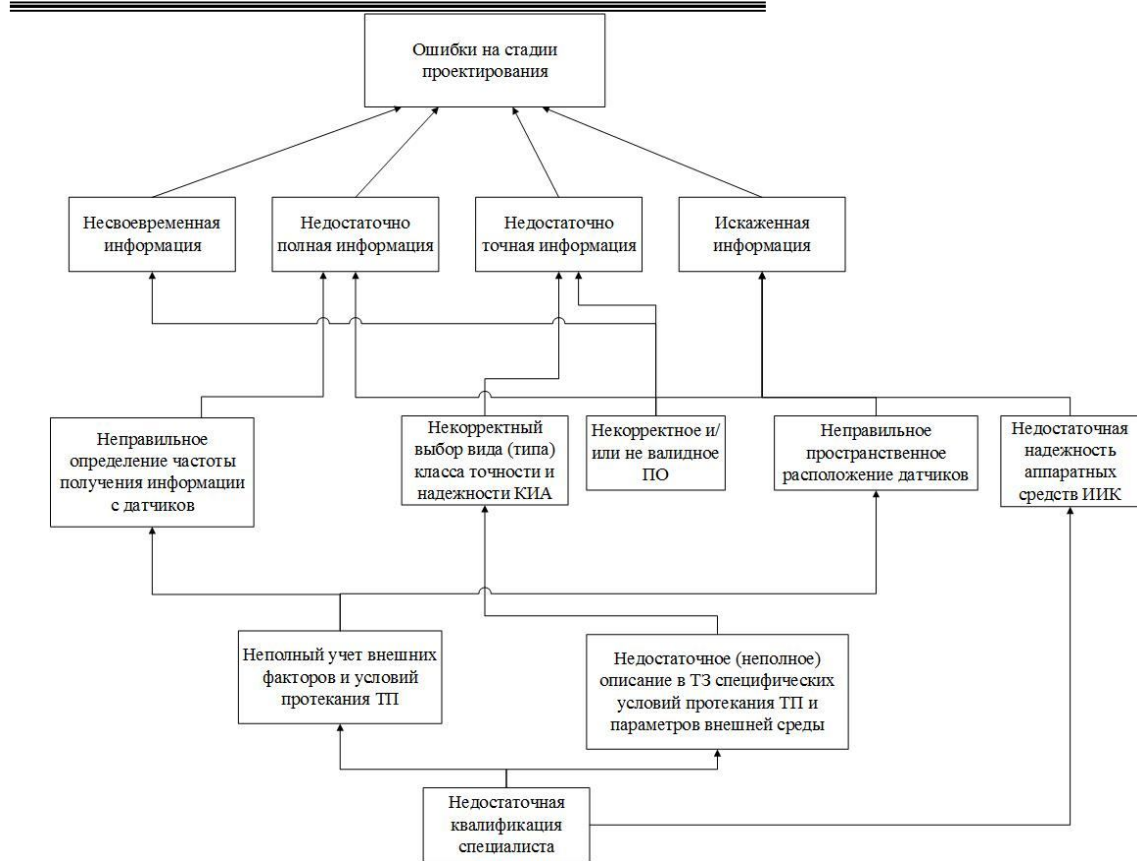 Ошибки на стадии
проектирования
Несвоевременная
информация
Недостаточно
полная информация
Недостаточно
точная информация
Искаженная
информация
Неправильное
определение частоты
получения информации
с датчиков
Некорректный
выбор вида (типа)
класса точности и
надежности КИА
Некорректное и/
или не валидное
ПО
Неправильное
пространственное
расположение датчиков
Недостаточная
надежность
аппаратных
средств ИИК
Неполный учет внешних
факторов и условий
протекания ТП
Недостаточное (неполное)
описание в ТЗ специфических
условий протекания ТП и
параметров внешней среды
Недостаточная
квалификация
специалиста